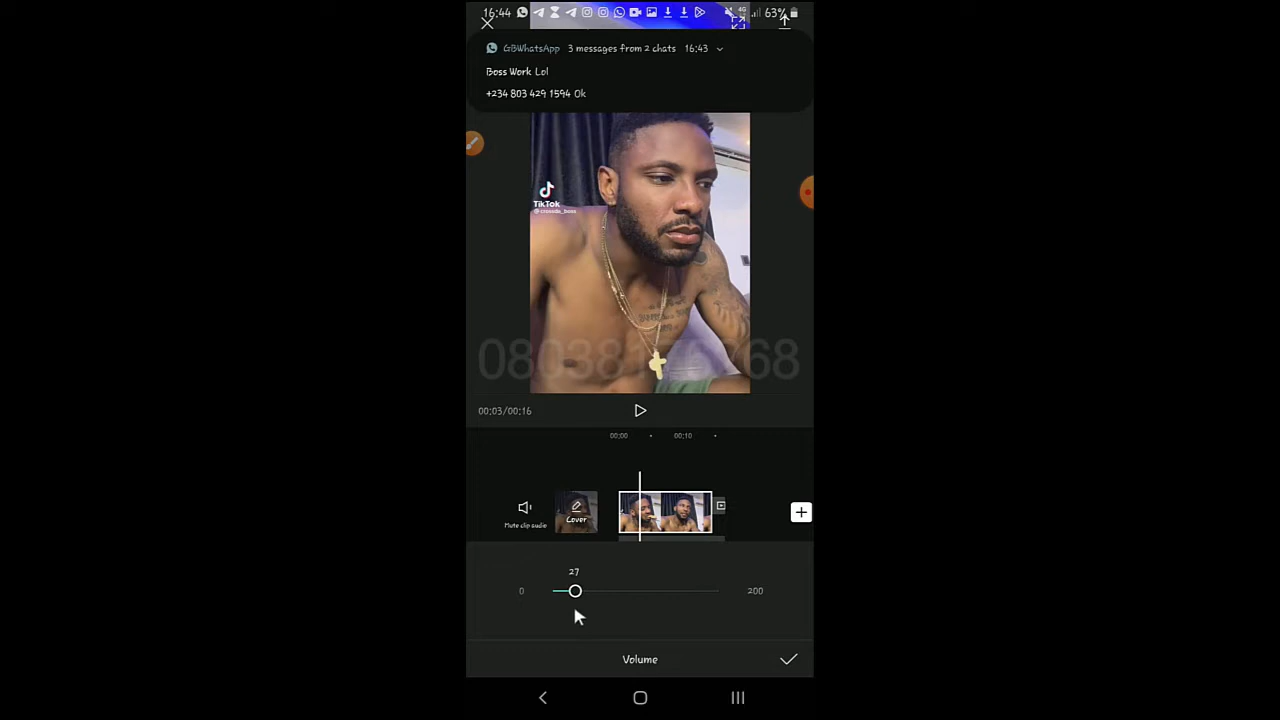 16:44
63%
GBWhatsApp 3 messages from 2 chats 16:43
Boss Work Lol
+234 803 429 1594 Ok
TikTok
00:03/00:16
00:00
00:10
Mute clip audio
Cover
27
0
200
Volume